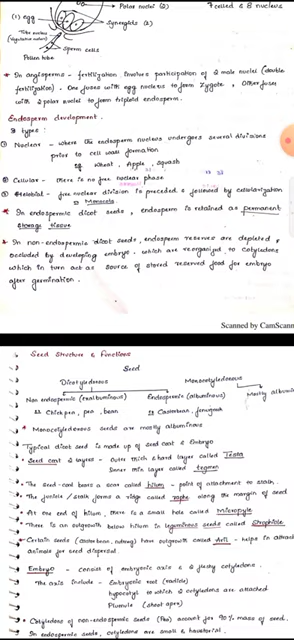 Polar nuclei (2)
7 celled & 8 nucleus
(1) egg
Synergids (2)
Tube nucleus
(Vegetative nuclei)
Sperm cells
Pollen tube
* In angiosperms - fertilization involves participation of 2 male nuclei (double
fertilization). One fuses with egg nucleus to form Zygote, Other fuses
with 2 polar nuclei to form triploid endosperm.
Endosperm development.
3 types:
① Nuclear - where the endosperm nucleus undergoes several divisions
prior to cell wall formation
eg Wheat, Apple, Squash
② Cellular - there is no free nuclear phase
③ Helobial - free nuclear division is preceded & followed by cellularization
* In endospermic dicot seeds, endosperm is retained as permanent
storage tissue
* In non-endospermic dicot seeds, endosperm reserves are depleted &
occluded by developing embryo. which are reorganized to cotyledons
which in turn act as source of stored reserved food for embryo
after germination.
Scanned by CamScann
Seed Structure & Functions
Seed
Dicotyledonous
Monocotyledonous
Non endospermic (exalbuminous)
Endospermic (albuminous)
Mostly albumi
Chickpea, pea, bean
Castorbean, fenugreek
* Monocotyledonous seeds are mostly albuminous
Typical dicot seed is made up of seed coat & Embryo.
• Seed coat 2 layers - Outer thick & hard layer called Testa
Inner thin layer called tegmen
• The seed-coat bears a scar called hilum - point of attachment to stalk.
• The funicle/stalk forms a ridge called raphe along the margin of seed
• At one end of hilum, there is a small hole called Micropyle
• There is an outgrowth below hilum in leguminous seeds called Strophiole
• Certain seeds (castorbean, nutmeg) have outgrowth called Aril - helps in attract
animals for seed dispersal.
Embryo - consists of embryonic axis & 2 fleshy cotyledons.
The axis include - Embryonic root (radicle)
hypocotyl to which 2 cotyledons are attached
Plumule (shoot apex)
• Cotyledons of non-endospermic seeds (Pea) account for 90% mass of seed.
In endospermic seeds, cotyledons are small & haustorial.